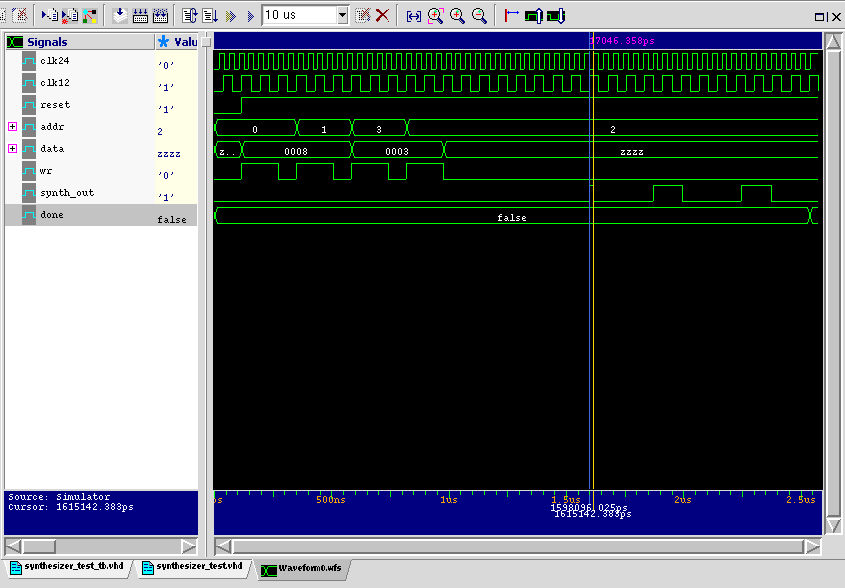 10 us
Signals
Valu
17046.358ps
clk24
'0'
clk12
'1'
reset
'1'
addr
2
0
1
3
2
data
zzzz
z..
0008
0003
zzzz
wr
'0'
synth_out
'1'
done
false
false
Source: Simulator
Cursor: 1615142.383ps
s
500ns
1us
1.5us
2us
2.5us
1598096.025ps
1615142.383ps
synthesizer_test_tb.vhd
synthesizer_test.vhd
Waveform0.wfs